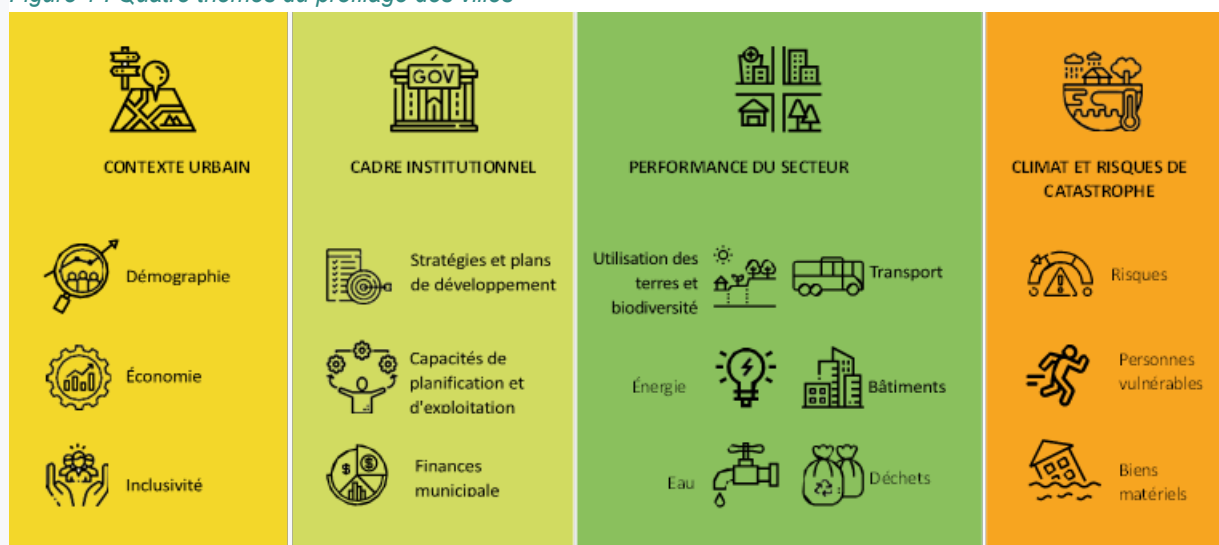 Figure 1 : Quatre thèmes du profilage des villes
GOV
CONTEXTE URBAIN
Démographie
Économie
Inclusivité
CADRE INSTITUTIONNEL
Stratégies et plans
de développement
Capacités de
planification et
d'exploitation
Finances
municipale
PERFORMANCE DU SECTEUR
Utilisation des
terres et
biodiversité
Transport
Énergie
Bâtiments
Eau
Déchets
CLIMAT ET RISQUES DE
CATASTROPHE
Risques
Personnes
vulnérables
Biens
matériels